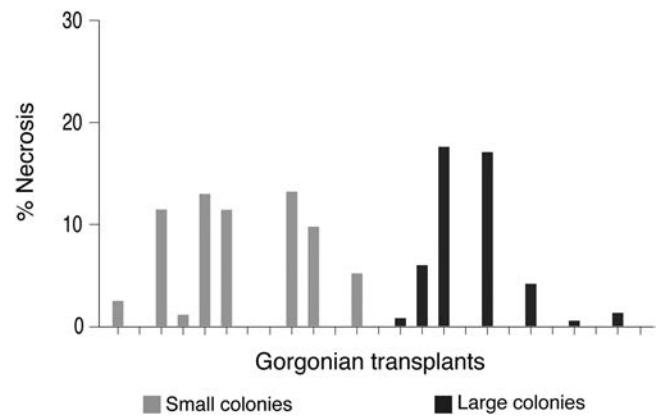 30
20
10
0
% Necrosis
Gorgonian transplants
Small colonies
Large colonies